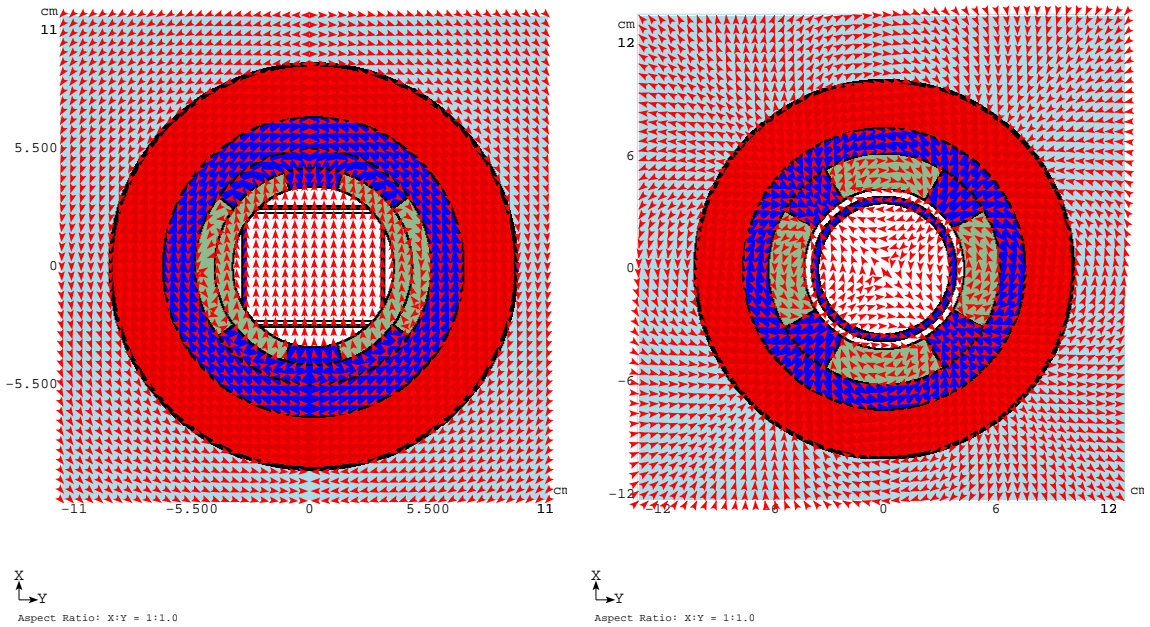 cm
11
5.500
0
-5.500
-11 -5.500 0 5.500 11
cm
X
Y
Aspect Ratio: X:Y = 1:1.0
cm
12
6
0
-6
-12
-12 6 0 6 12
cm
X
Y
Aspect Ratio: X:Y = 1:1.0